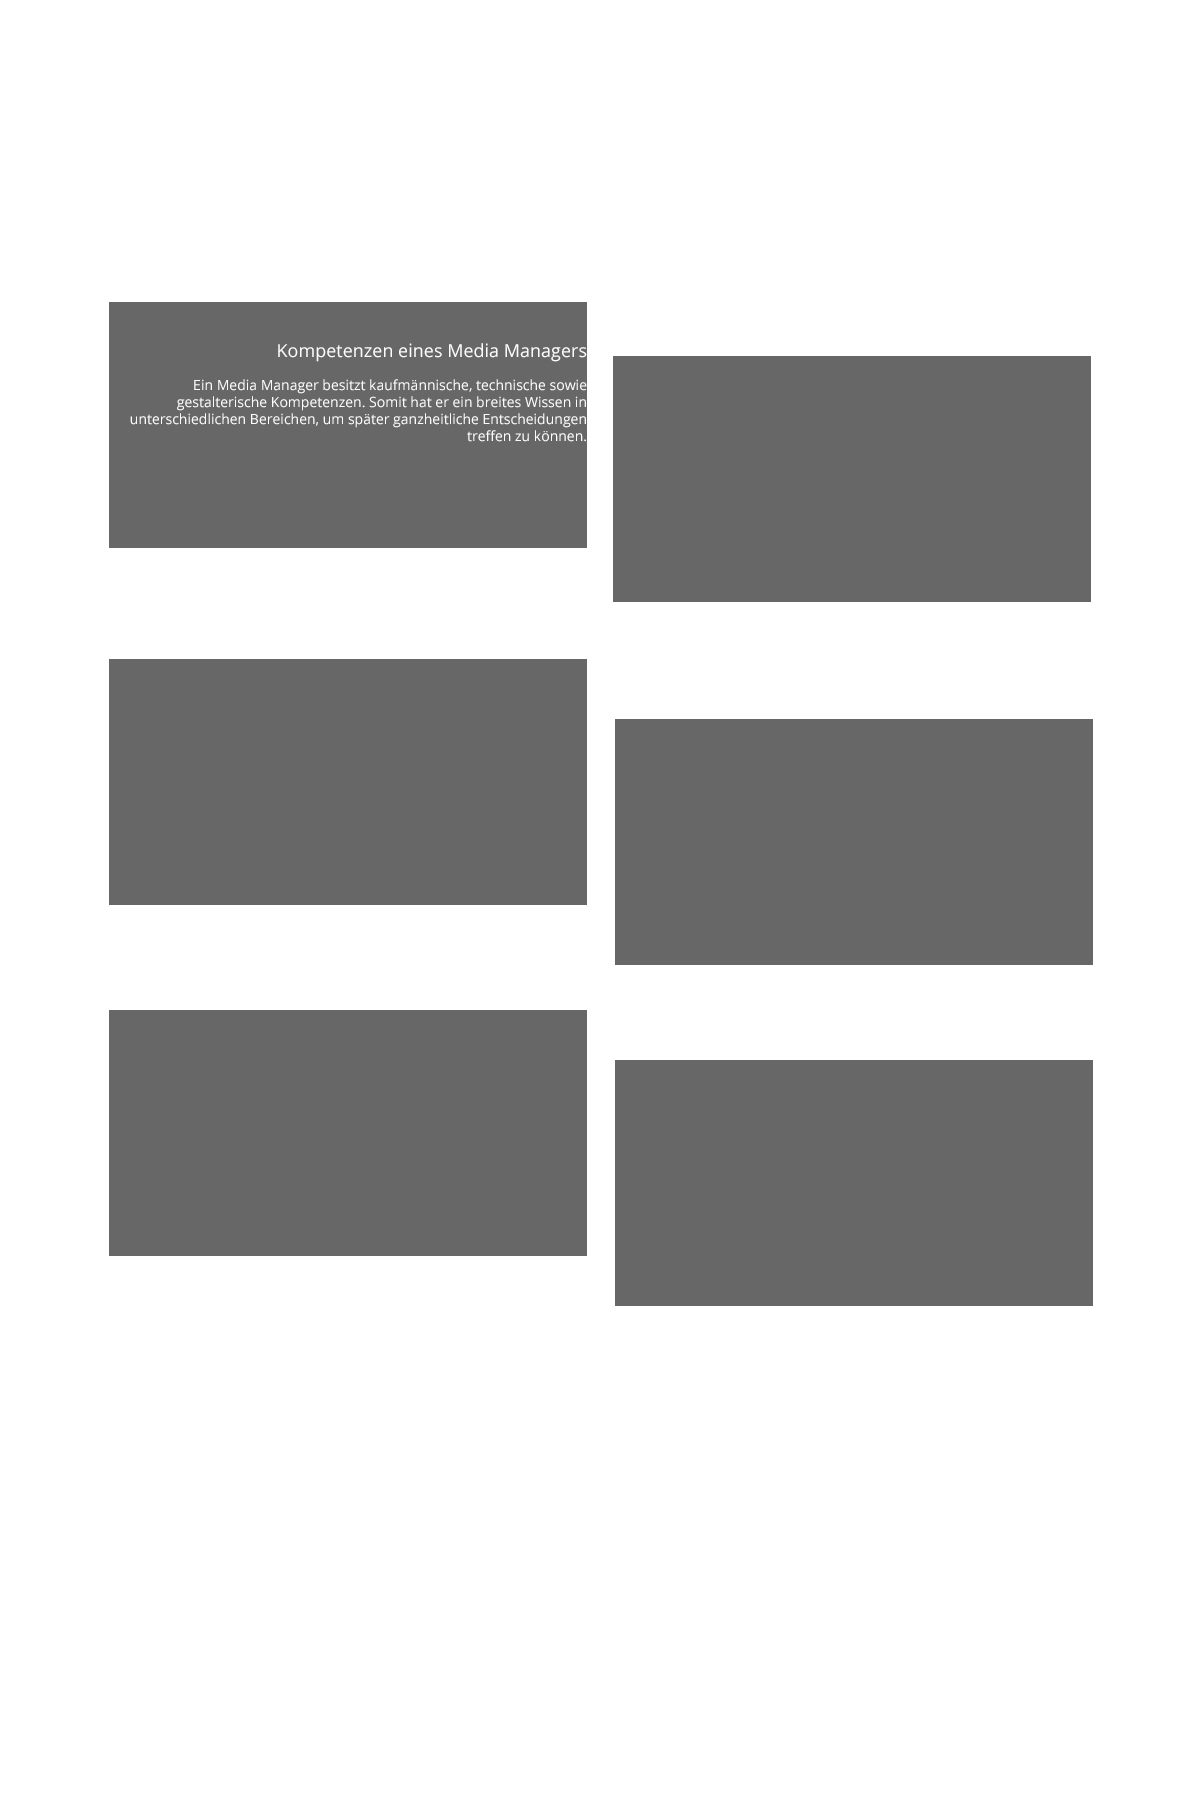 Kompetenzen eines Media Managers
Ein Media Manager besitzt kaufmännische, technische sowie
gestalterische Kompetenzen. Somit hat er ein breites Wissen in
unterschiedlichen Bereichen, um später ganzheitliche Entscheidungen
treffen zu können.